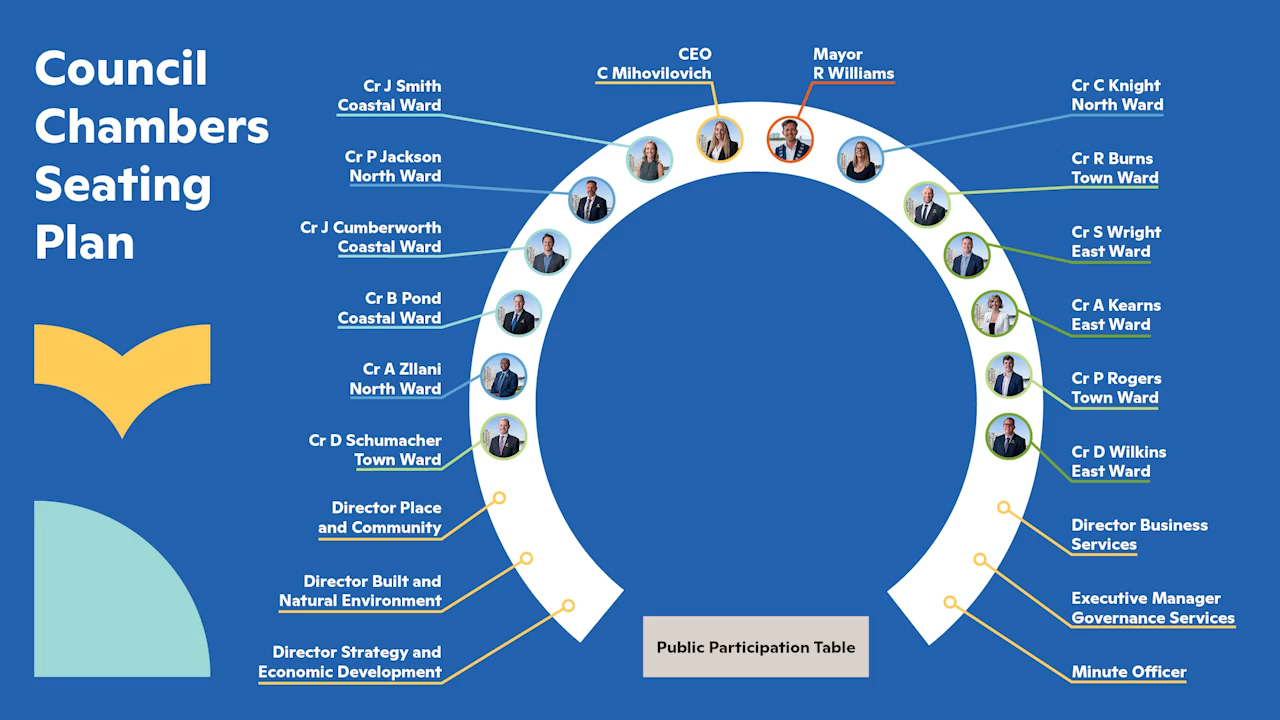 Council
Chambers
Seating
Plan
CEO
C Mihovilovich
Mayor
R Williams
Cr J Smith
Coastal Ward
Cr P Jackson
North Ward
Cr J Cumberworth
Coastal Ward
Cr B Pond
Coastal Ward
Cr A Zllani
North Ward
Cr D Schumacher
Town Ward
Director Place
and Community
Director Built and
Natural Environment
Director Strategy and
Economic Development
Cr C Knight
North Ward
Cr R Burns
Town Ward
Cr S Wright
East Ward
Cr A Kearns
East Ward
Cr P Rogers
Town Ward
Cr D Wilkins
East Ward
Director Business
Services
Executive Manager
Governance Services
Minute Officer
Public Participation Table